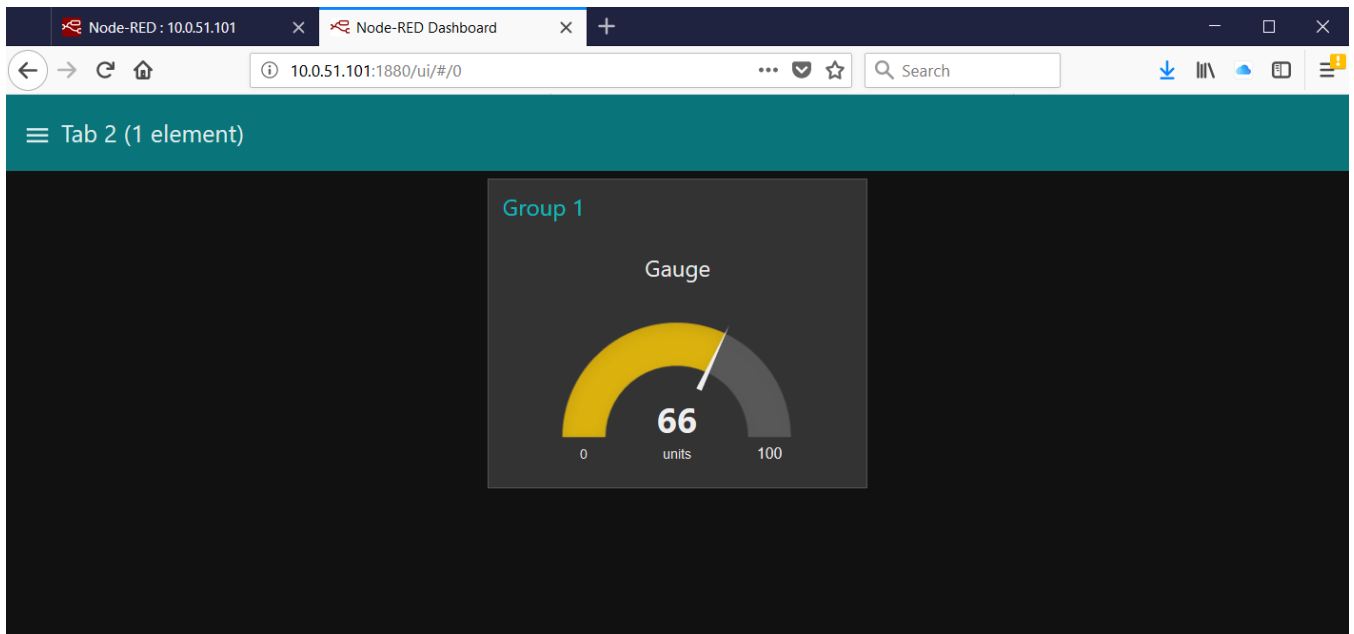 Node-RED : 10.0.51.101
Node-RED Dashboard
10.0.51.101:1880/ui/#/0
Search
Tab 2 (1 element)
Group 1
Gauge
66
0 units 100